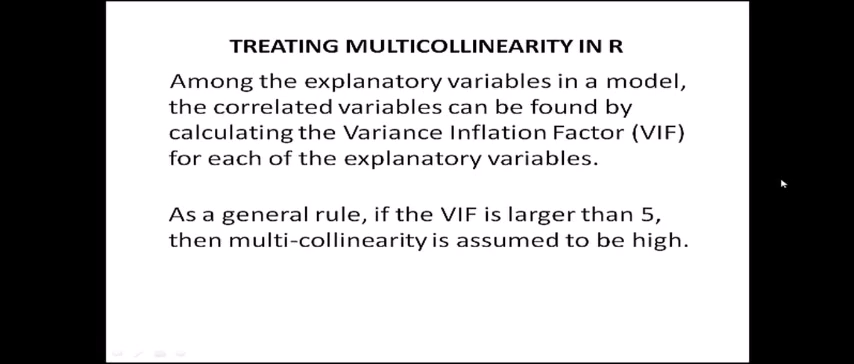 TREATING MULTICOLLINEARITY IN R
Among the explanatory variables in a model,
the correlated variables can be found by
calculating the Variance Inflation Factor (VIF)
for each of the explanatory variables.
As a general rule, if the VIF is larger than 5,
then multi-collinearity is assumed to be high.